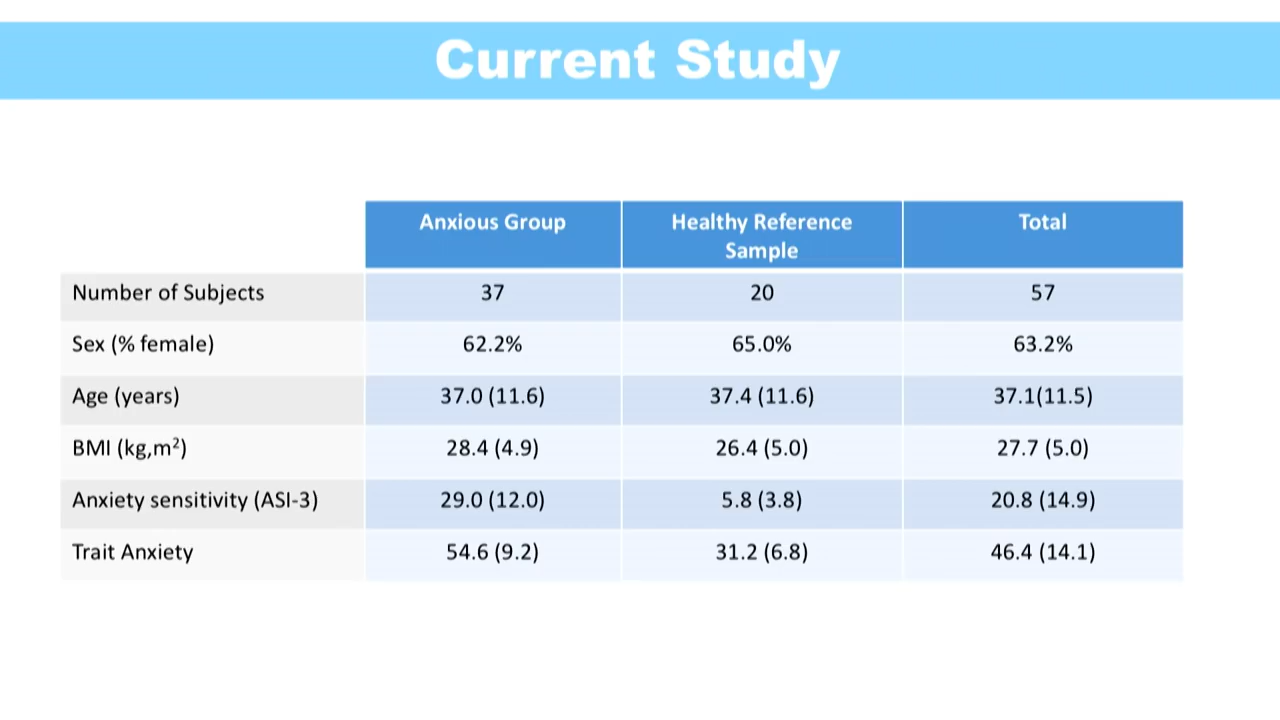 Current Study
Anxious Group
Healthy Reference
Sample
Total
Number of Subjects 37 20 57
Sex (% female) 62.2% 65.0% 63.2%
Age (years) 37.0 (11.6) 37.4 (11.6) 37.1(11.5)
BMI (kg,m²) 28.4 (4.9) 26.4 (5.0) 27.7 (5.0)
Anxiety sensitivity (ASI-3) 29.0 (12.0) 5.8 (3.8) 20.8 (14.9)
Trait Anxiety 54.6 (9.2) 31.2 (6.8) 46.4 (14.1)